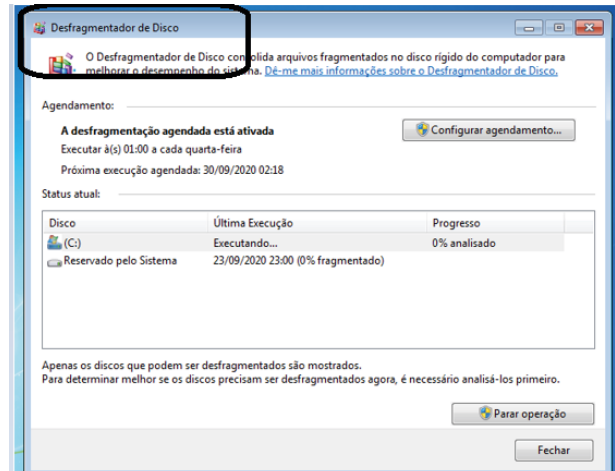 Desfragmentador de Disco
O Desfragmentador de Disco consolida arquivos fragmentados no disco rígido do computador para
melhorar o desempenho do sistema. Dê-me mais informações sobre o Desfragmentador de Disco.
Agendamento:
A desfragmentação agendada está ativada
Configurar agendamento...
Executar à(s) 01:00 a cada quarta-feira
Próxima execução agendada: 30/09/2020 02:18
Status atual:
Disco Última Execução Progresso
(C:) Executando... 0% analisado
Reservado pelo Sistema 23/09/2020 23:00 (0% fragmentado)
Apenas os discos que podem ser desfragmentados são mostrados.
Para determinar melhor se os discos precisam ser desfragmentados agora, é necessário analisá-los primeiro.
Parar operação
Fechar